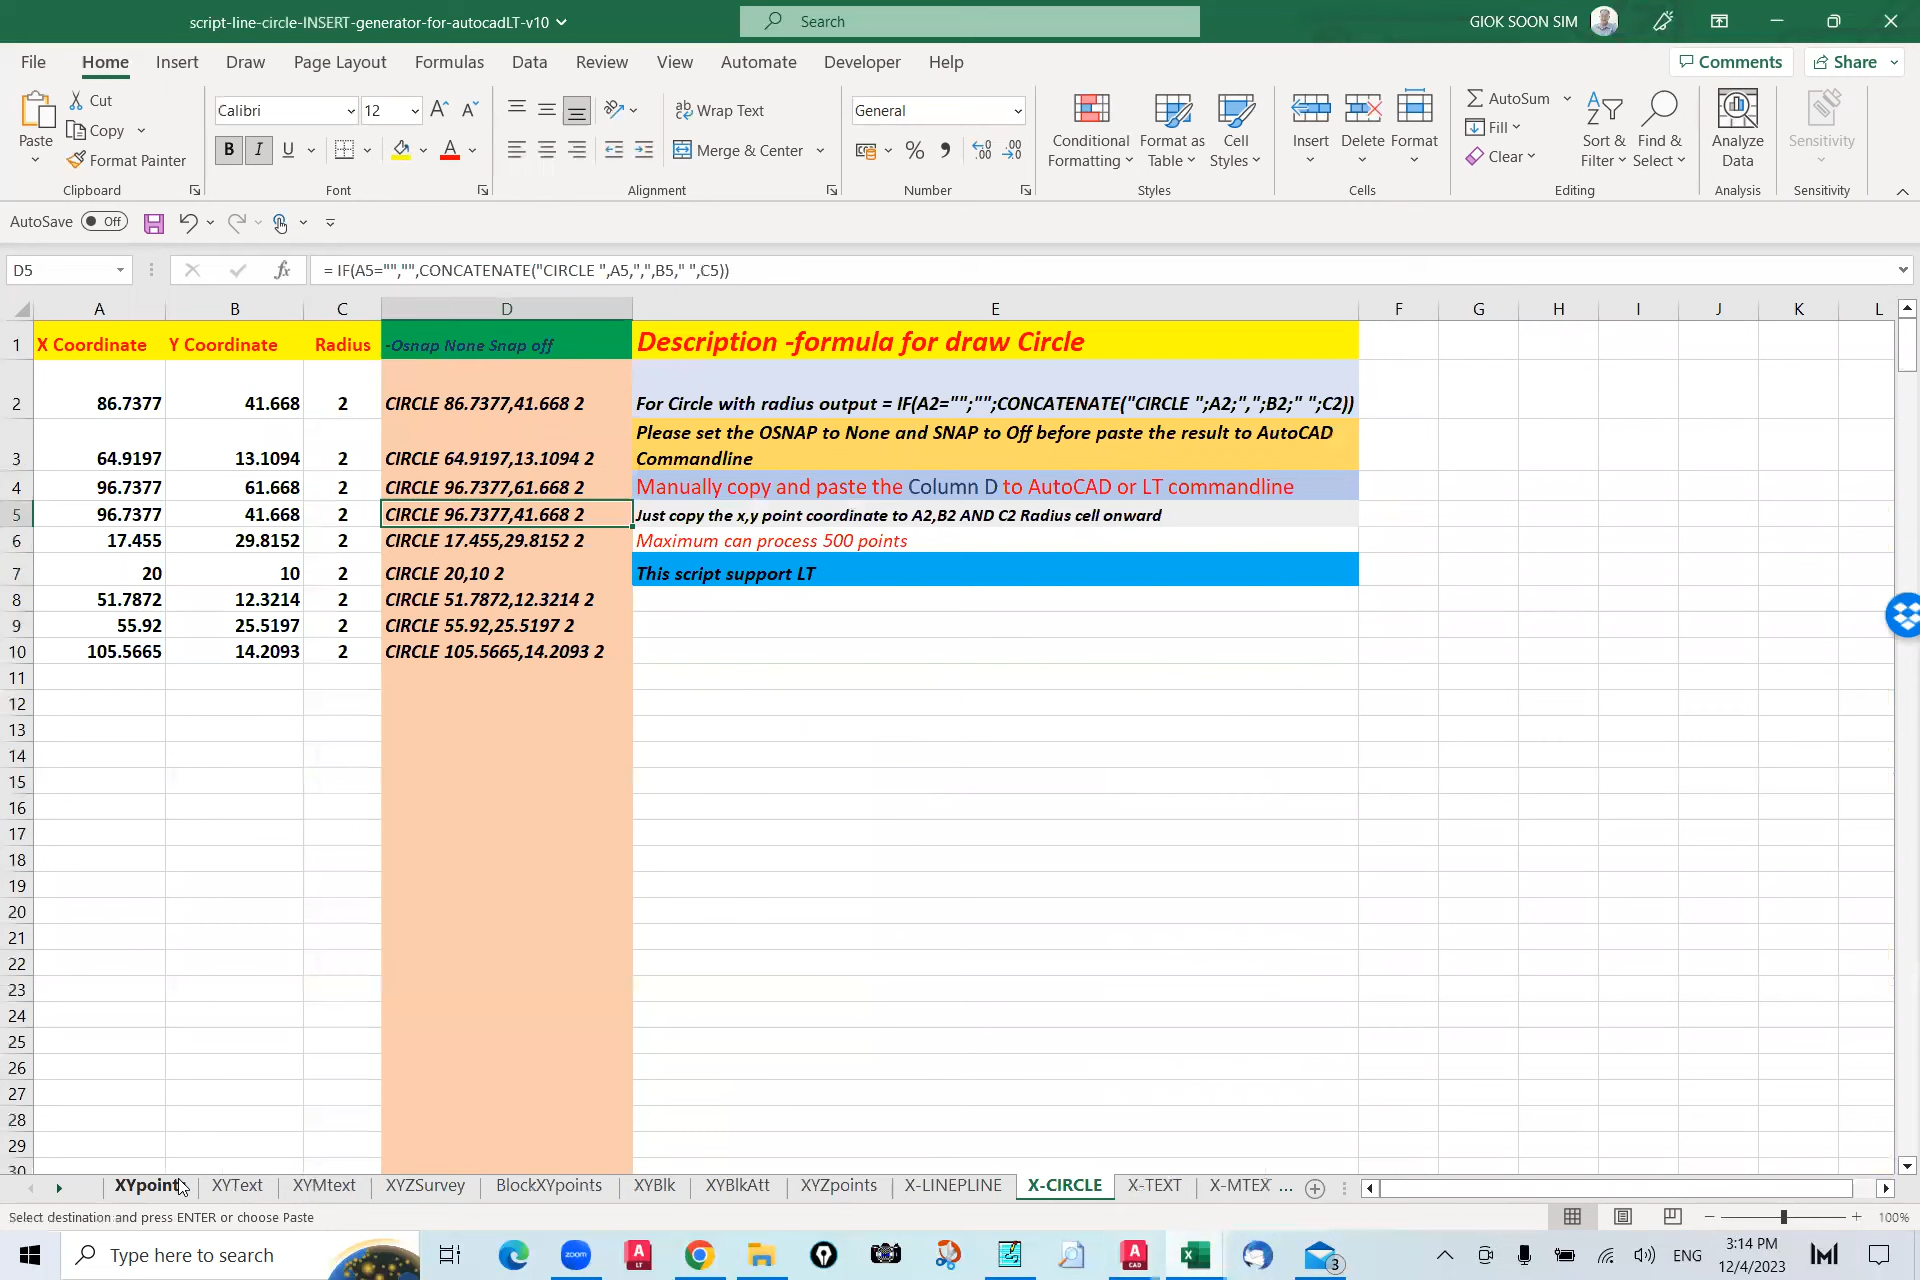 script-line-circle-INSERT-generator-for-autocadLT-v10
Search
GIOK SOON SIM
File Home Insert Draw Page Layout Formulas Data Review View Automate Developer Help
Comments Share
Paste
Cut
Copy
Format Painter
Clipboard
Calibri 12
B I U
Font
Wrap Text
Merge & Center
Alignment
General
Number
Conditional Formatting
Format as Table
Cell Styles
Styles
Insert Delete Format
Cells
AutoSum
Fill
Clear
Sort & Filter
Find & Select
Editing
Analyze Data
Analysis
Sensitivity
Sensitivity
AutoSave Off
D5
= IF(A5="","",CONCATENATE("CIRCLE ",A5,",",B5," ",C5))
A B C D E F G H I J K L
1 X Coordinate Y Coordinate Radius -Osnap None Snap off Description -formula for draw Circle
2 86.7377 41.668 2 CIRCLE 86.7377,41.668 2 For Circle with radius output = IF(A2="";"";CONCATENATE("CIRCLE ";A2;",";B2;" ";C2))
Please set the OSNAP to None and SNAP to Off before paste the result to AutoCAD
3 64.9197 13.1094 2 CIRCLE 64.9197,13.1094 2 Commandline
4 96.7377 61.668 2 CIRCLE 96.7377,61.668 2 Manually copy and paste the Column D to AutoCAD or LT commandline
5 96.7377 41.668 2 CIRCLE 96.7377,41.668 2 Just copy the x,y point coordinate to A2,B2 AND C2 Radius cell onward
6 17.455 29.8152 2 CIRCLE 17.455,29.8152 2 Maximum can process 500 points
7 20 10 2 CIRCLE 20,10 2 This script support LT
8 51.7872 12.3214 2 CIRCLE 51.7872,12.3214 2
9 55.92 25.5197 2 CIRCLE 55.92,25.5197 2
10 105.5665 14.2093 2 CIRCLE 105.5665,14.2093 2
11
12
13
14
15
16
17
18
19
20
21
22
23
24
25
26
27
28
29
30
XYpoint XYText XYMtext XYZSurvey BlockXYpoints XYBlk XYBlkAtt XYZpoints X-LINEPLINE X-CIRCLE X-TEXT X-MTEX ...
Select destination and press ENTER or choose Paste
100%
Type here to search
zoom
A LT
A CAD
3
ENG
3:14 PM
12/4/2023